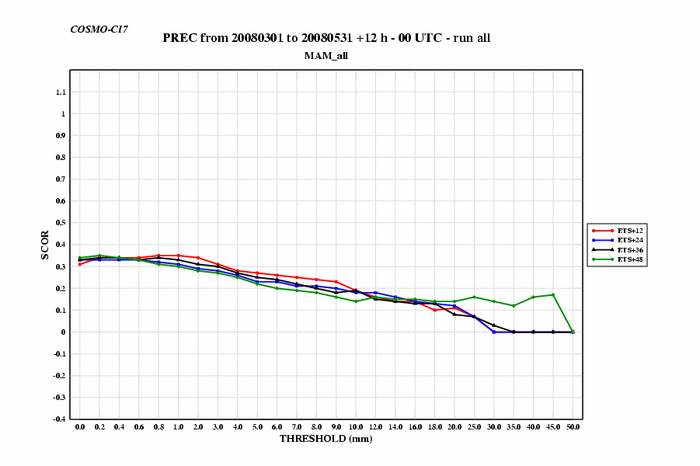 COSMO-CI7
PREC from 20080301 to 20080531 +12 h - 00 UTC - run all
MAM_all
1.1
1
0.9
0.8
0.7
0.6
0.5
0.4
0.3
0.2
0.1
0
-0.1
-0.2
-0.3
-0.4
SCOR
0.0 0.2 0.4 0.6 0.8 1.0 2.0 3.0 4.0 5.0 6.0 7.0 8.0 9.0 10.0 12.0 14.0 16.0 18.0 20.0 25.0 30.0 35.0 40.0 45.0 50.0
THRESHOLD (mm)
ETS+12
ETS+24
ETS+36
ETS+48